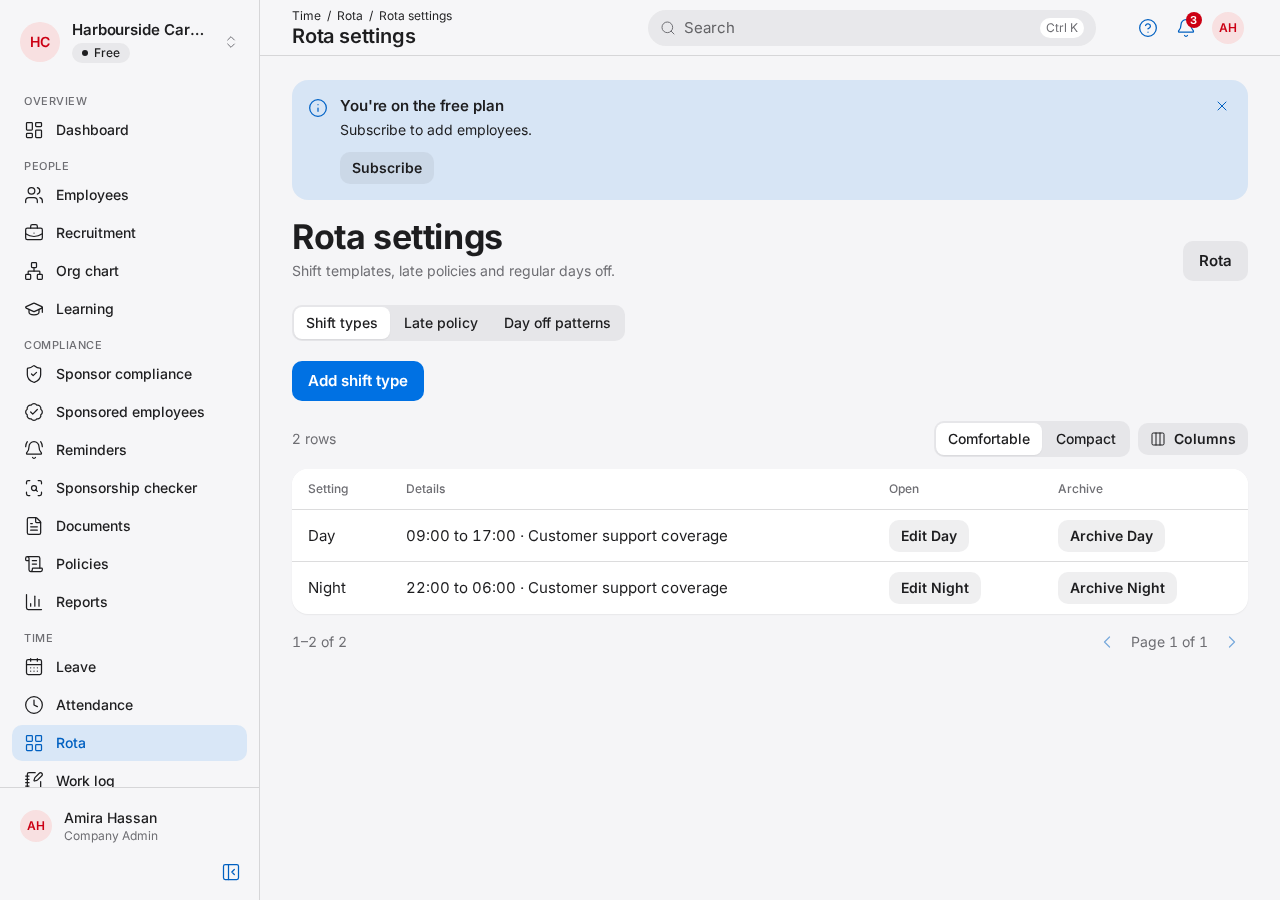 HC
Harbourside Car...
Free
OVERVIEW
Dashboard
PEOPLE
Employees
Recruitment
Org chart
Learning
COMPLIANCE
Sponsor compliance
Sponsored employees
Reminders
Sponsorship checker
Documents
Policies
Reports
TIME
Leave
Attendance
Rota
Work log
AH
Amira Hassan
Company Admin
Time / Rota / Rota settings
Rota settings
Search
Ctrl K
3
AH
You're on the free plan
Subscribe to add employees.
Subscribe
Rota settings
Shift templates, late policies and regular days off.
Rota
Shift types Late policy Day off patterns
Add shift type
2 rows
Comfortable Compact Columns
Setting Details Open Archive
Day 09:00 to 17:00 · Customer support coverage Edit Day Archive Day
Night 22:00 to 06:00 · Customer support coverage Edit Night Archive Night
1–2 of 2
Page 1 of 1